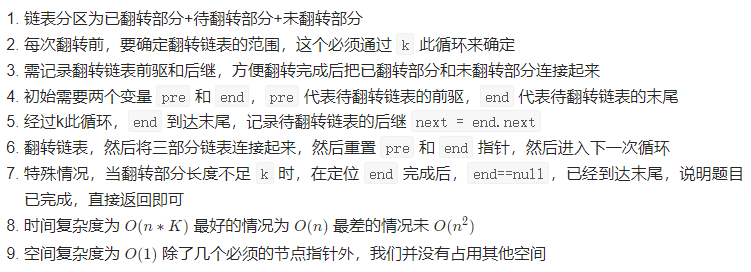 1. 链表分区为已翻转部分+待翻转部分+未翻转部分
2. 每次翻转前，要确定翻转链表的范围，这个必须通过 k 此循环来确定
3. 需记录翻转链表前驱和后继，方便翻转完成后把已翻转部分和未翻转部分连接起来
4. 初始需要两个变量 pre 和 end，pre 代表待翻转链表的前驱，end 代表待翻转链表的末尾
5. 经过k此循环，end 到达末尾，记录待翻转链表的后继 next = end.next
6. 翻转链表，然后将三部分链表连接起来，然后重置 pre 和 end 指针，然后进入下一次循环
7. 特殊情况，当翻转部分长度不足 k 时，在定位 end 完成后，end==null，已经到达末尾，说明题目
已完成，直接返回即可
8. 时间复杂度为 O(n * K) 最好的情况为 O(n) 最差的情况未 O(n²)
9. 空间复杂度为 O(1) 除了几个必须的节点指针外，我们并没有占用其他空间